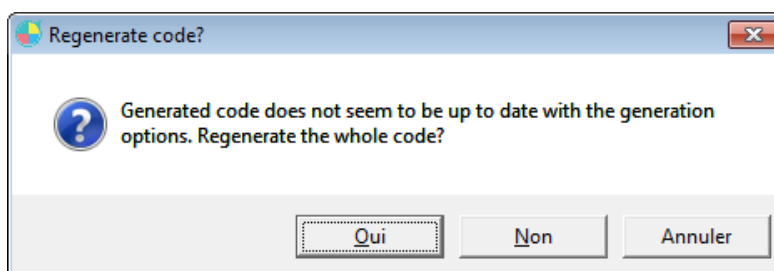 Regenerate code?
Generated code does not seem to be up to date with the generation
options. Regenerate the whole code?
Oui Non Annuler